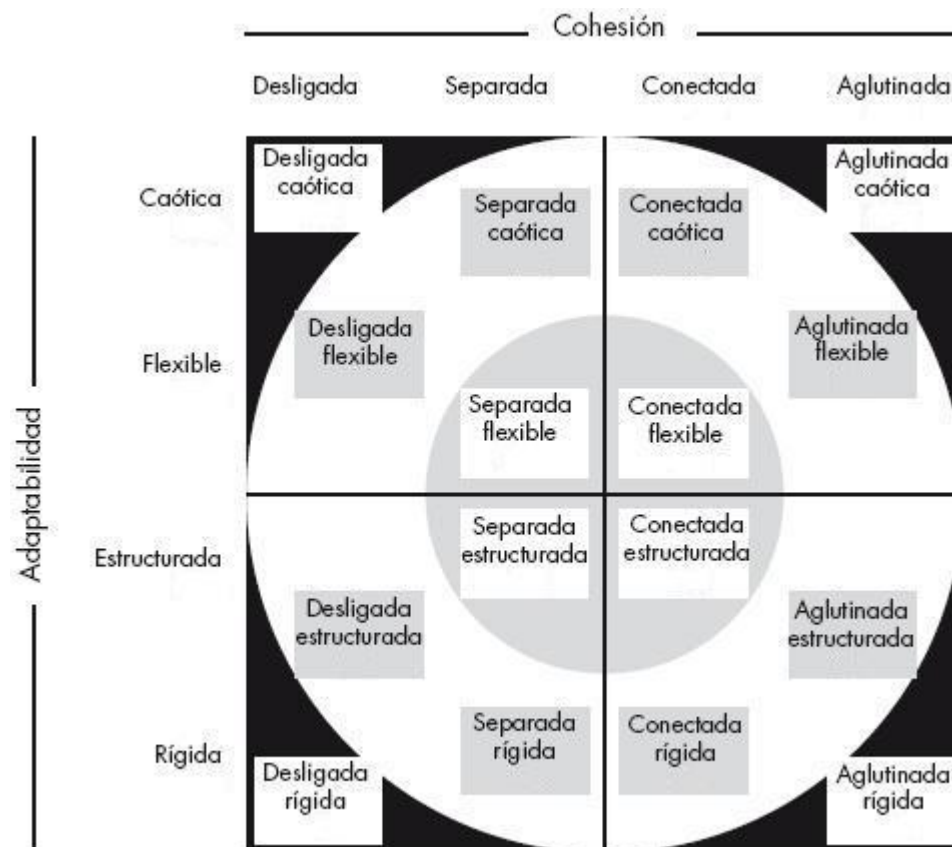 Cohesión
Desligada Separada Conectada Aglutinada
Adaptabilidad
Caótica
Desligada
caótica
Separada
caótica
Conectada
caótica
Aglutinada
caótica
Flexible
Desligada
flexible
Separada
flexible
Conectada
flexible
Aglutinada
flexible
Estructurada
Desligada
estructurada
Separada
estructurada
Conectada
estructurada
Aglutinada
estructurada
Rígida
Desligada
rígida
Separada
rígida
Conectada
rígida
Aglutinada
rígida